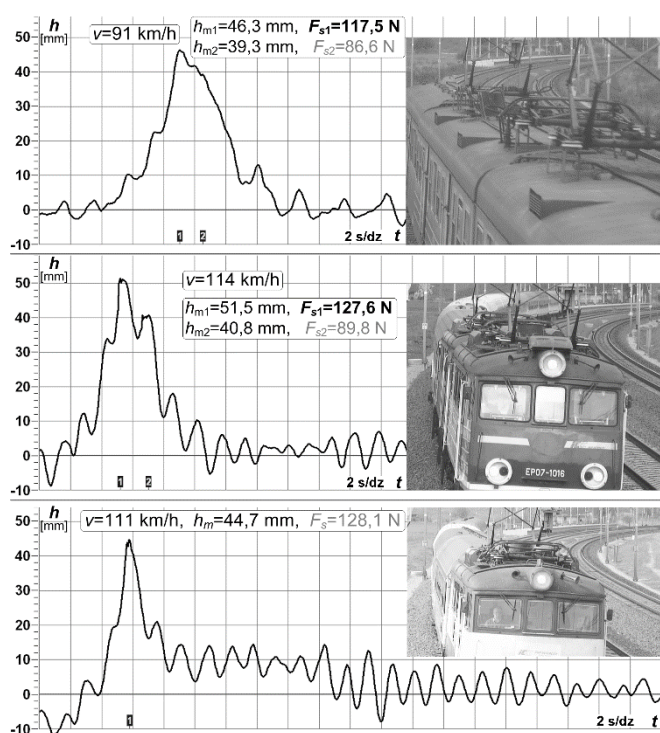 h
[mm]
v=91 km/h
hm1=46,3 mm, Fs1=117,5 N
hm2=39,3 mm, Fs2=86,6 N
50
40
30
20
10
0
-10
1 2
2 s/dz t
h
[mm]
v=114 km/h
hm1=51,5 mm, Fs1=127,6 N
hm2=40,8 mm, Fs2=89,8 N
50
40
30
20
10
0
-10
1 2
2 s/dz t
EP07-1016
h
[mm]
v=111 km/h, hm=44,7 mm, Fs=128,1 N
50
40
30
20
10
0
-10
1
2 s/dz t